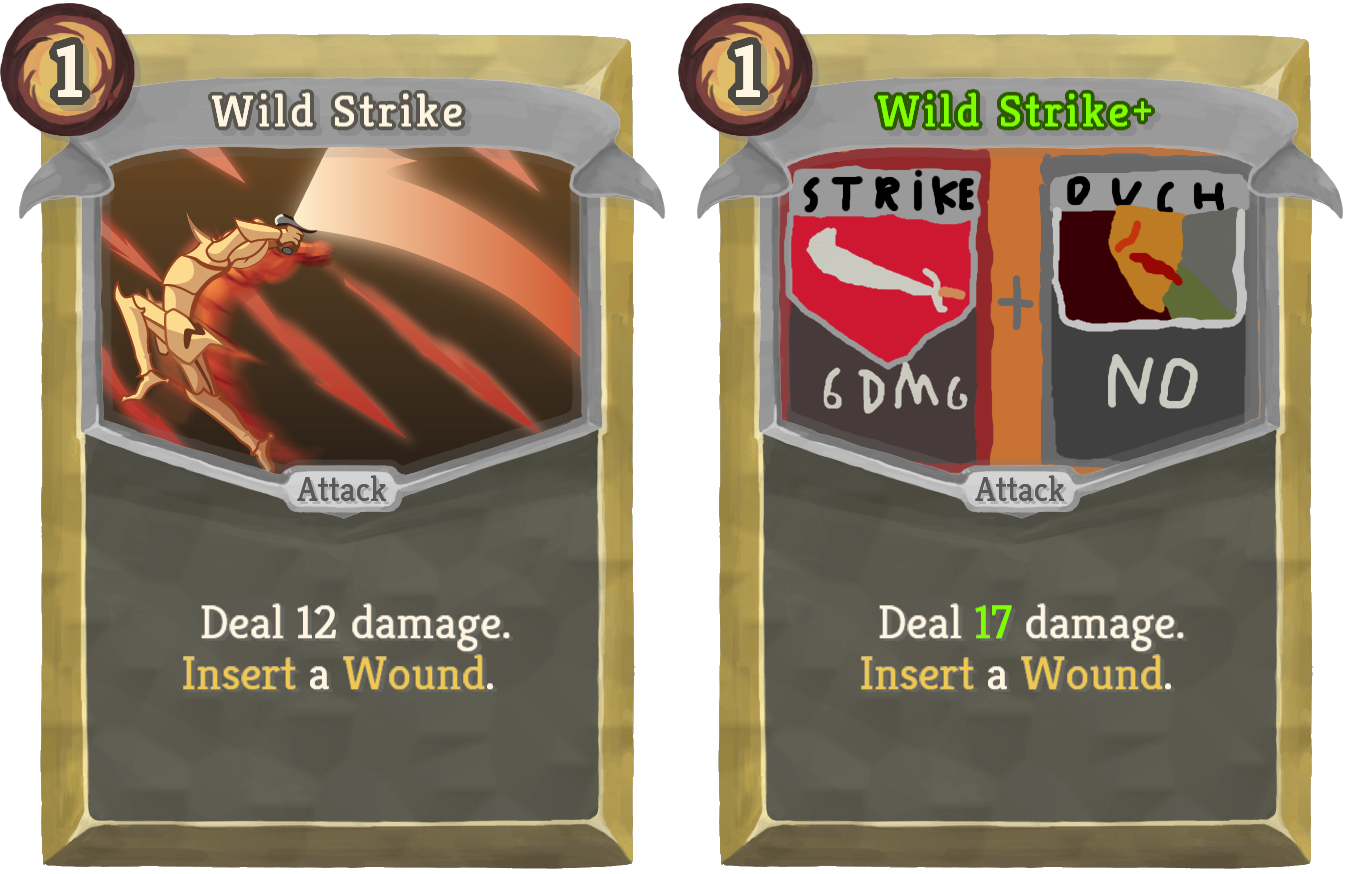 1
Wild Strike
Attack
Deal 12 damage.
Insert a Wound.
1
Wild Strike+
STRiKE
OVCH
6 DMG
NO
Attack
Deal 17 damage.
Insert a Wound.